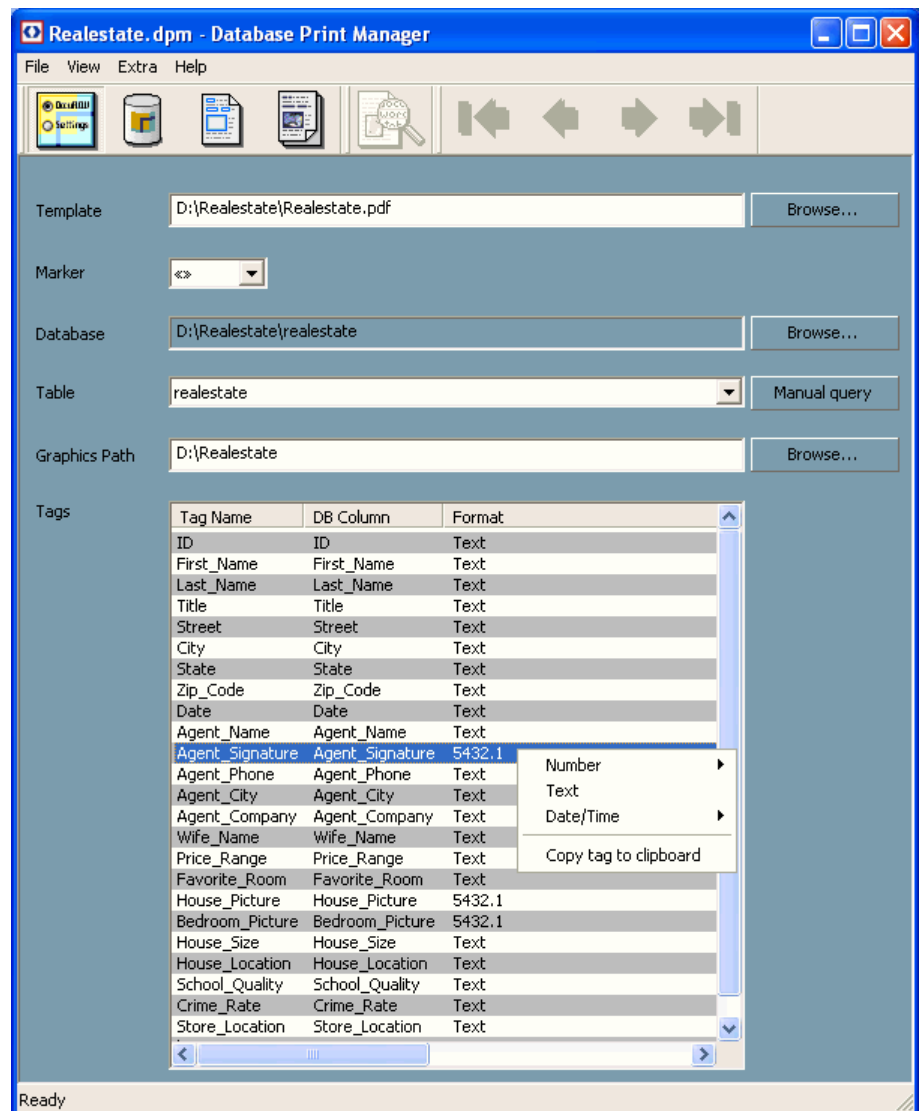 Realestate.dpm - Database Print Manager
File View Extra Help
Settings
Template D:\Realestate\Realestate.pdf Browse...
Marker «»
Database D:\Realestate\realestate Browse...
Table realestate Manual query
Graphics Path D:\Realestate Browse...
Tags
Tag Name DB Column Format
ID ID Text
First_Name First_Name Text
Last_Name Last_Name Text
Title Title Text
Street Street Text
City City Text
State State Text
Zip_Code Zip_Code Text
Date Date Text
Agent_Name Agent_Name Text
Agent_Signature Agent_Signature 5432.1
Agent_Phone Agent_Phone Text
Agent_City Agent_City Text
Agent_Company Agent_Company Text
Wife_Name Wife_Name Text
Price_Range Price_Range Text
Favorite_Room Favorite_Room Text
House_Picture House_Picture 5432.1
Bedroom_Picture Bedroom_Picture 5432.1
House_Size House_Size Text
House_Location House_Location Text
School_Quality School_Quality Text
Crime_Rate Crime_Rate Text
Store_Location Store_Location Text
Number
Text
Date/Time
Copy tag to clipboard
Ready